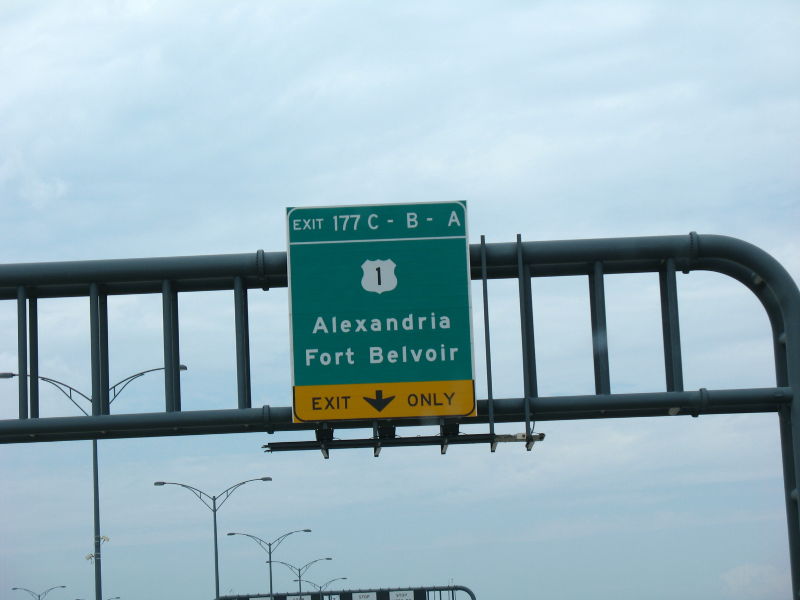 EXIT 177 C - B - A
1
Alexandria
Fort Belvoir
EXIT ONLY